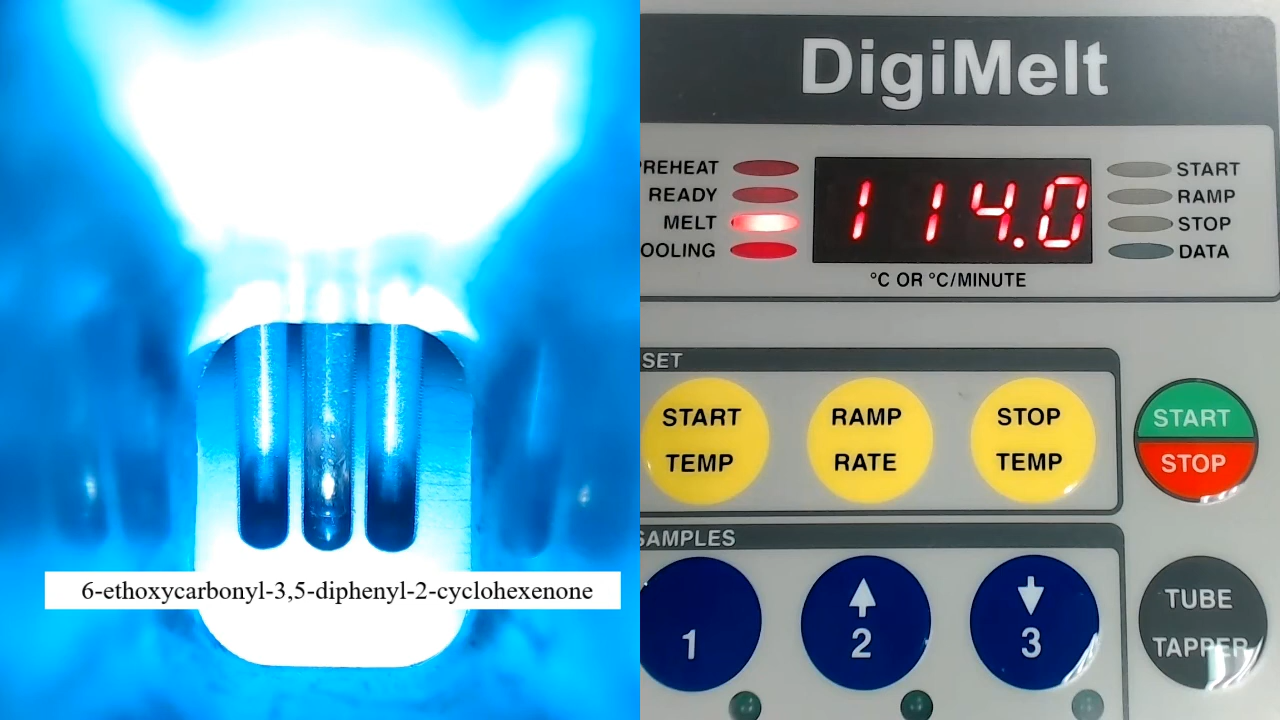 6-ethoxycarbonyl-3,5-diphenyl-2-cyclohexenone
DigiMelt
PREHEAT
READY
MELT
OOLING
114.0
START
RAMP
STOP
DATA
°C OR °C/MINUTE
SET
START
TEMP
RAMP
RATE
STOP
TEMP
START
STOP
SAMPLES
1
2
3
TUBE
TAPPER